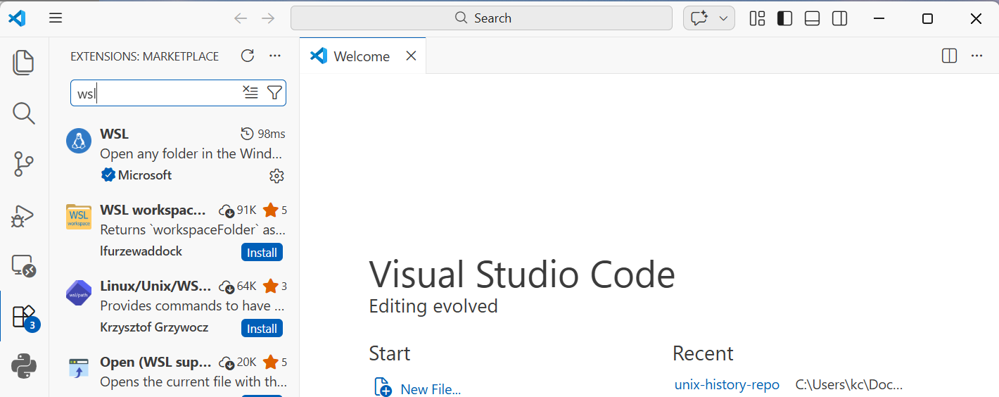 Search
EXTENSIONS: MARKETPLACE
wsl
WSL 98ms
Open any folder in the Wind...
Microsoft
WSL workspac... 91K 5
Returns `workspaceFolder` as...
lfurzewaddock Install
Linux/Unix/WS... 64K 3
Provides commands to have ...
Krzysztof Grzywocz Install
Open (WSL sup... 20K 5
Opens the current file with th...
WSL
workspace
wsl/path
3
Welcome
Visual Studio Code
Editing evolved
Start
New File...
Recent
unix-history-repo C:\Users\kc\Doc...